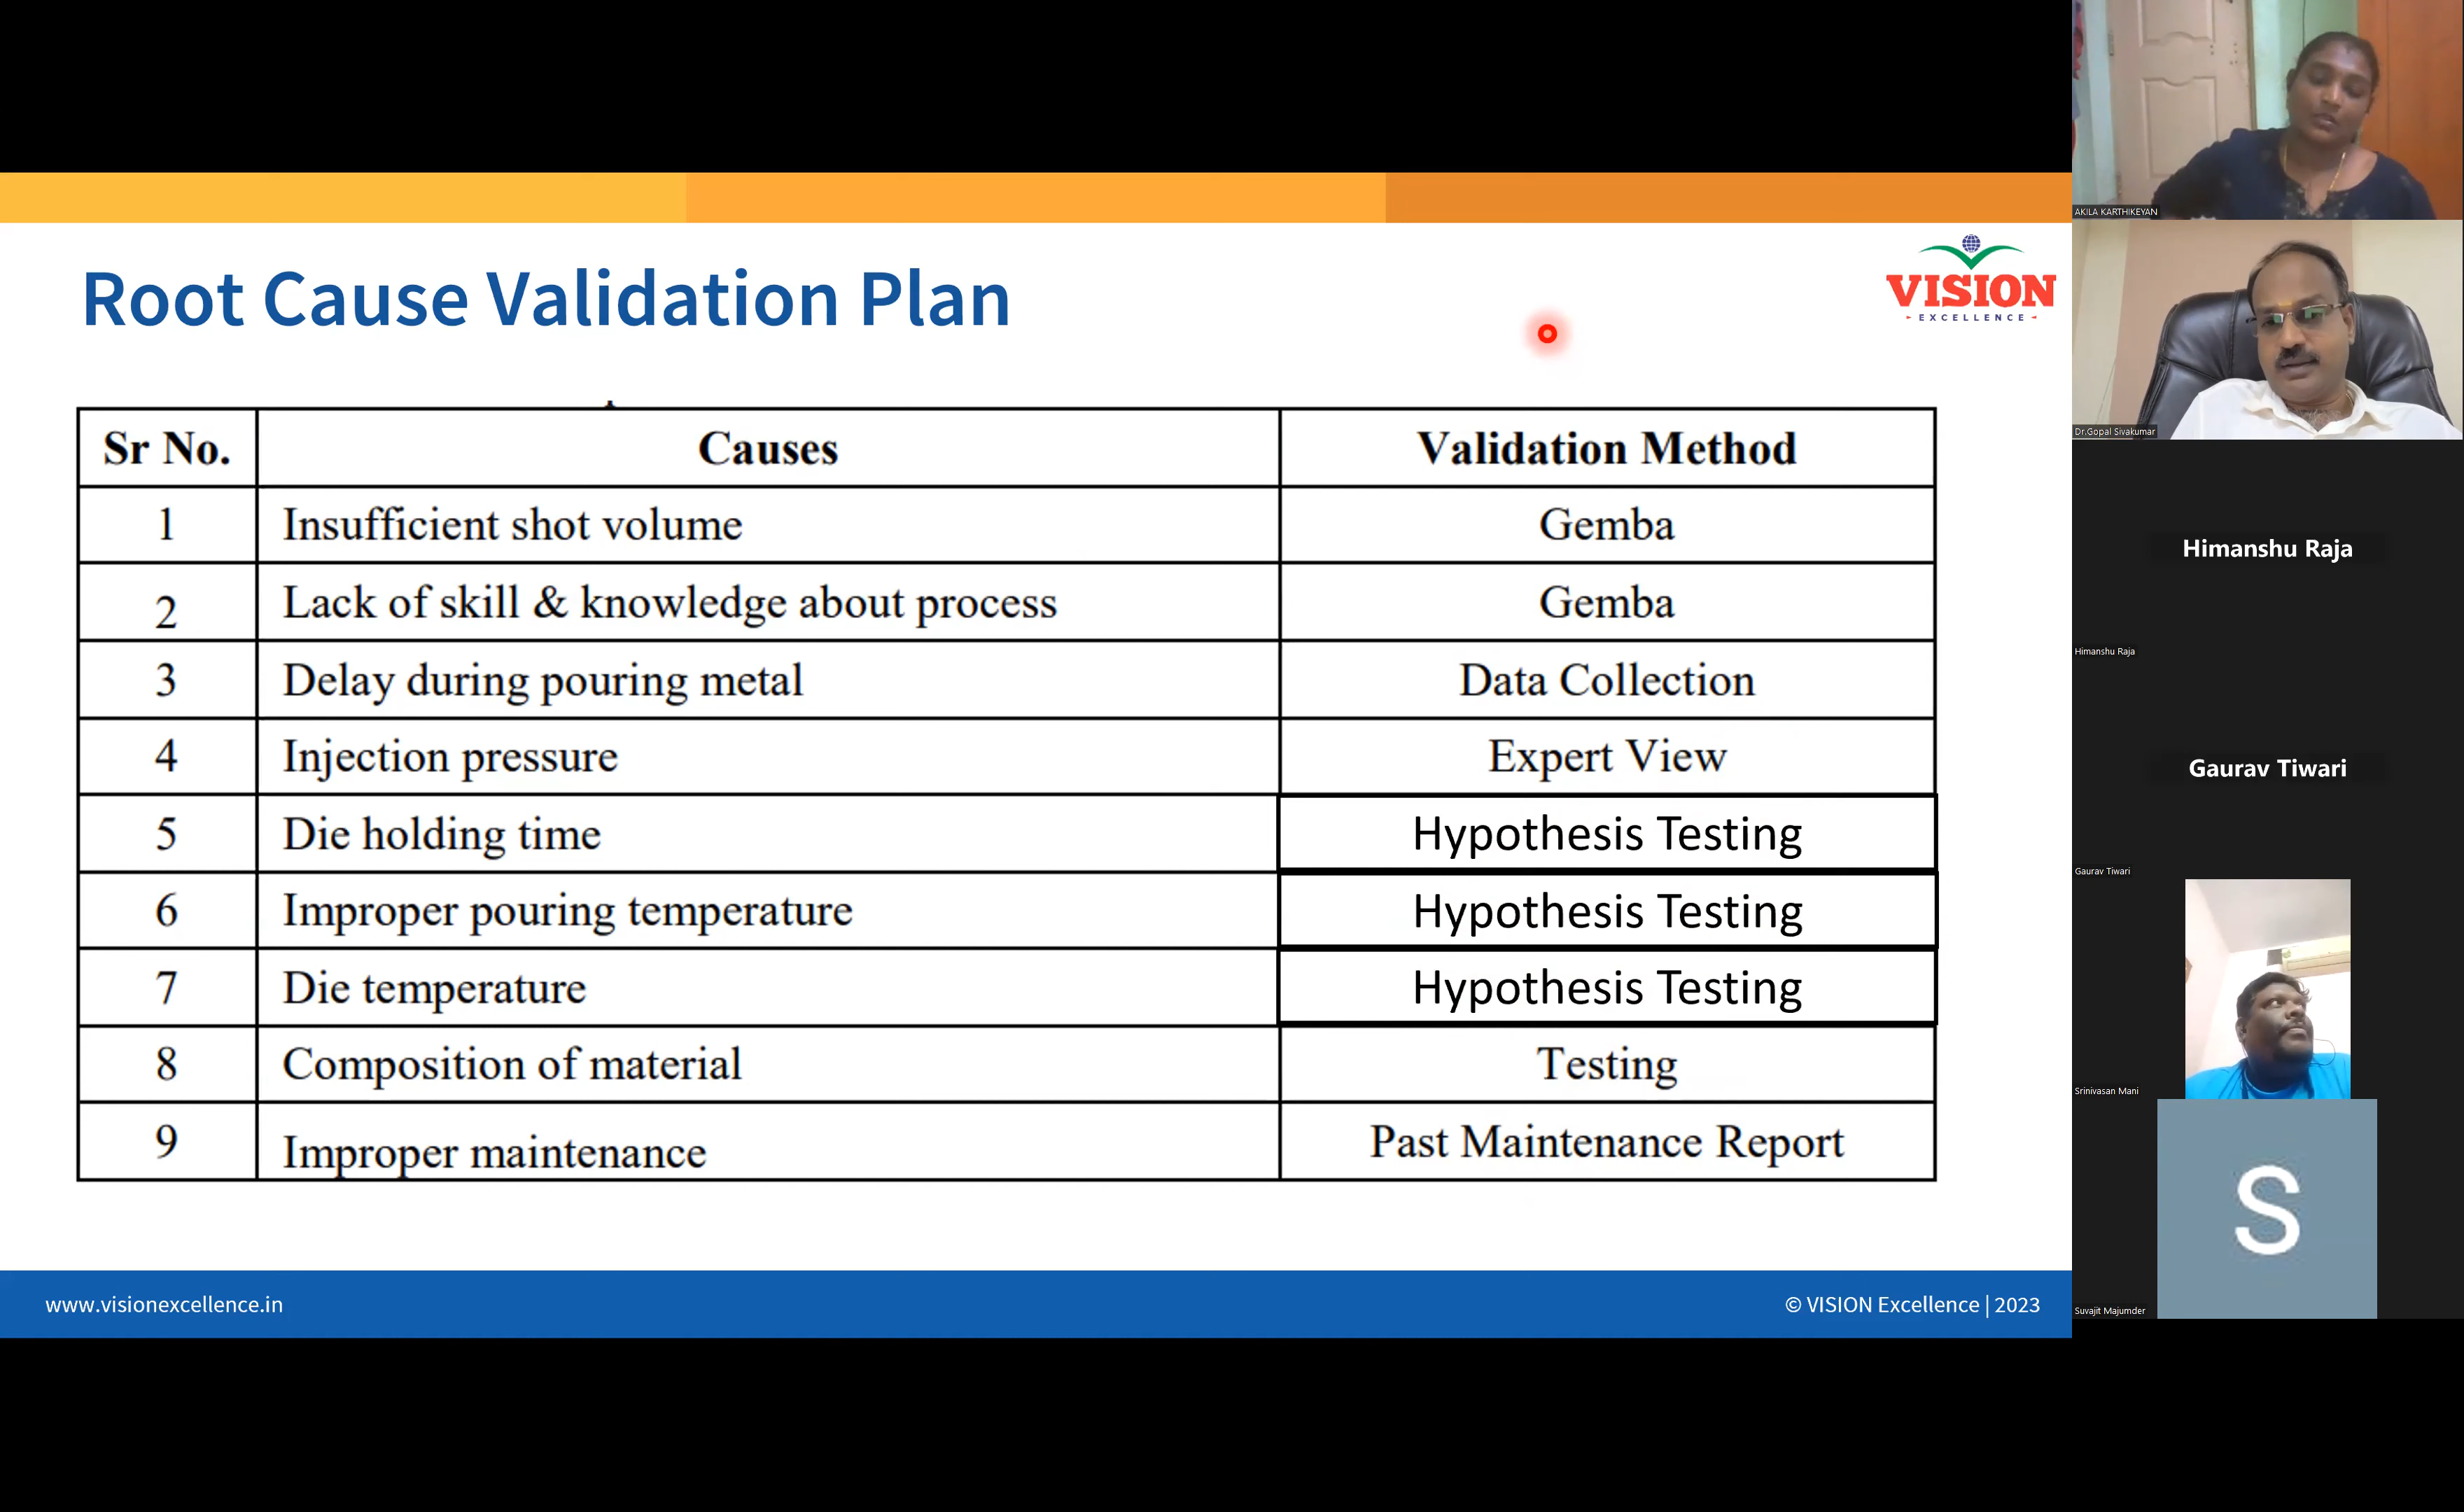 Root Cause Validation Plan
VISION
EXCELLENCE
Sr No. Causes Validation Method
1 Insufficient shot volume Gemba
2 Lack of skill & knowledge about process Gemba
3 Delay during pouring metal Data Collection
4 Injection pressure Expert View
5 Die holding time Hypothesis Testing
6 Improper pouring temperature Hypothesis Testing
7 Die temperature Hypothesis Testing
8 Composition of material Testing
9 Improper maintenance Past Maintenance Report
www.visionexcellence.in
© VISION Excellence | 2023
AKILA KARTHIKEYAN
Dr.Gopal Sivakumar
Himanshu Raja
Himanshu Raja
Gaurav Tiwari
Gaurav Tiwari
Srinivasan Mani
S
Suvajit Majumder